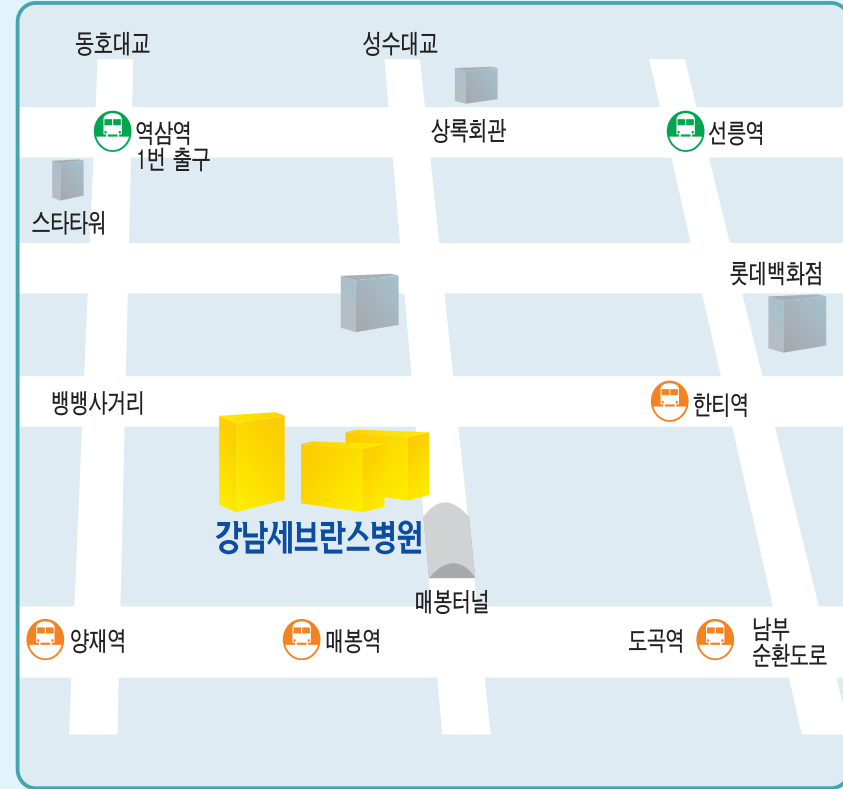 동호대교
성수대교
역삼역
1번 출구
상록회관
선릉역
스타타워
롯데백화점
뱅뱅사거리
한티역
강남세브란스병원
매봉터널
양재역
매봉역
도곡역
남부
순환도로